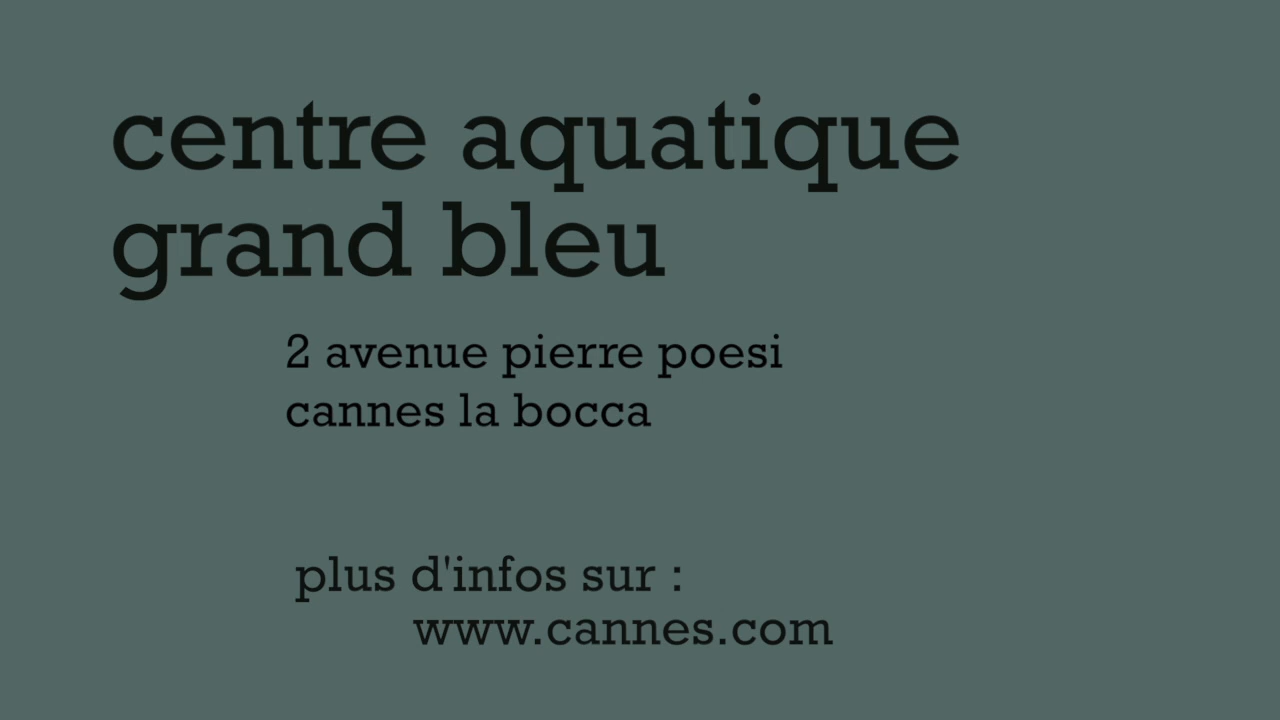 centre aquatique
grand bleu
2 avenue pierre poesi
cannes la bocca
plus d'infos sur :
www.cannes.com